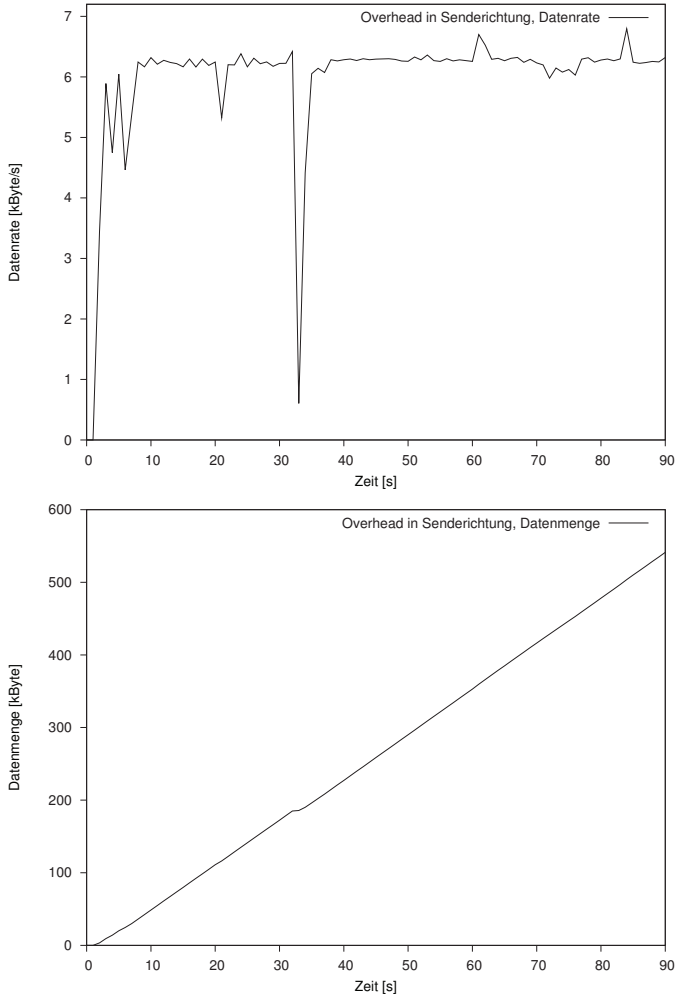 7
Overhead in Senderichtung, Datenrate
6
5
4
3
2
1
0
Datenrate [kByte/s]
0 10 20 30 40 50 60 70 80 90
Zeit [s]
600
Overhead in Senderichtung, Datenmenge
500
400
300
200
100
0
Datenmenge [kByte]
0 10 20 30 40 50 60 70 80 90
Zeit [s]